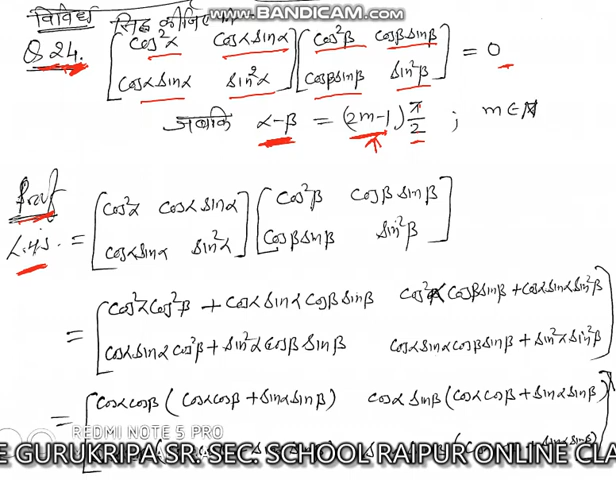 www.BANDICAM.com
विविध सिद्ध कीजिए
Q.24. [cos²α cosα sinα] [cos²β cosβ sinβ] = 0
[cosα sinα sin²α] [cosβ sinβ sin²β]
जबकि α-β = (2m-1) π/2 ; m∈N
Proof
L.H.S. = [cos²α cosα sinα] [cos²β cosβ sinβ]
[cosα sinα sin²α] [cosβ sinβ sin²β]
= [cos²α cos²β + cosα sinα cosβ sinβ cos²α cosβ sinβ + cosα sinα sin²β]
[cosα sinα cos²β + sin²α cosβ sinβ cosα sinα cosβ sinβ + sin²α sin²β]
= [cosα cosβ (cosα cosβ + sinα sinβ) cosα sinβ (cosα cosβ + sinα sinβ)]
REDMI NOTE 5 PRO
E GURUKRIPA SR. SEC. SCHOOL RAIPUR ONLINE CLA